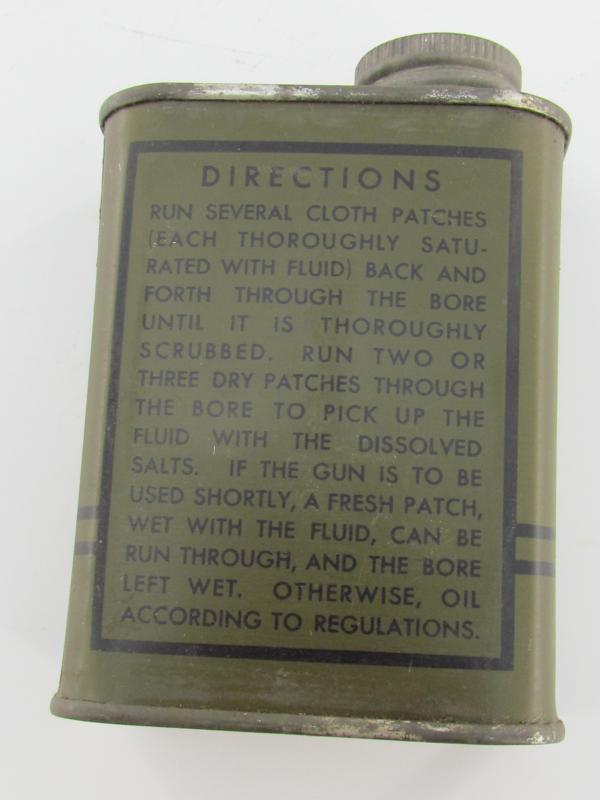 DIRECTIONS
RUN SEVERAL CLOTH PATCHES
(EACH THOROUGHLY SATU-
RATED WITH FLUID) BACK AND
FORTH THROUGH THE BORE
UNTIL IT IS THOROUGHLY
SCRUBBED. RUN TWO OR
THREE DRY PATCHES THROUGH
THE BORE TO PICK UP THE
FLUID WITH THE DISSOLVED
SALTS. IF THE GUN IS TO BE
USED SHORTLY, A FRESH PATCH,
WET WITH THE FLUID, CAN BE
RUN THROUGH, AND THE BORE
LEFT WET. OTHERWISE, OIL
ACCORDING TO REGULATIONS.